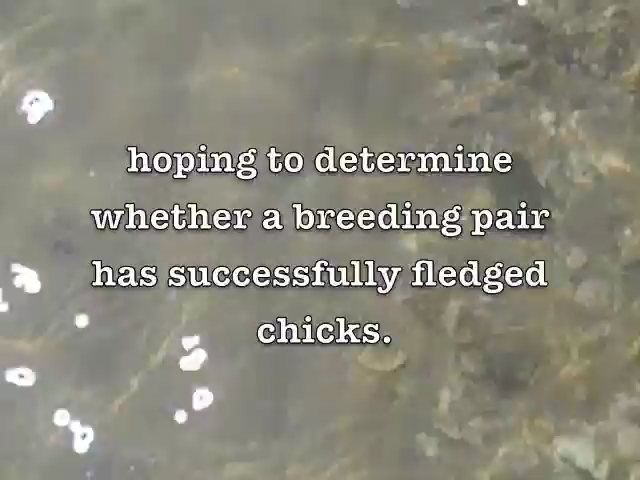 hoping to determine
whether a breeding pair
has successfully fledged
chicks.